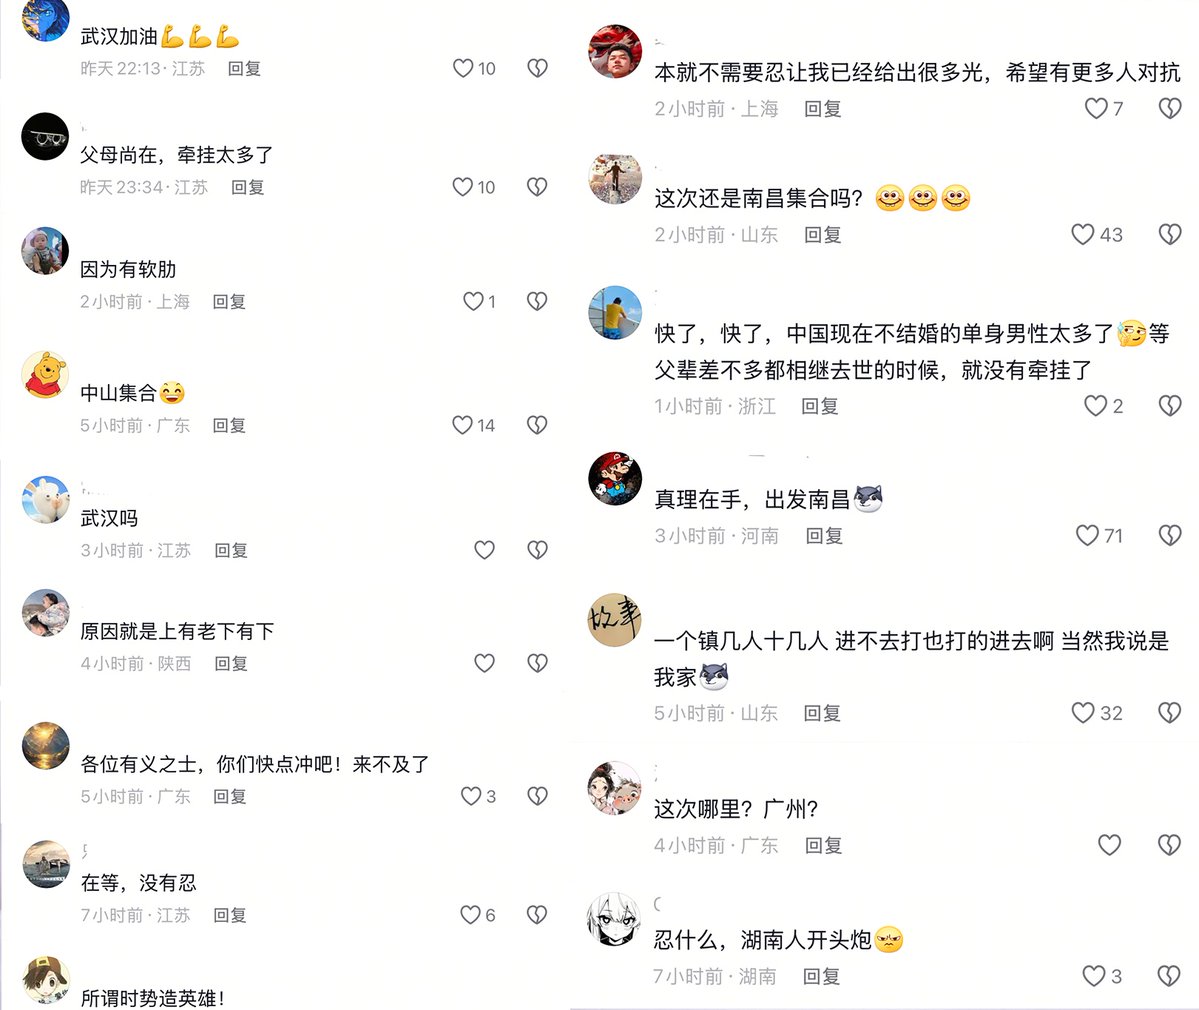 武汉加油💪💪💪
昨天 22:13 · 江苏 回复
10
父母尚在，牵挂太多了
昨天 23:34 · 江苏 回复
10
因为有软肋
2小时前 · 上海 回复
1
中山集合😁
5小时前 · 广东 回复
14
武汉吗
3小时前 · 江苏 回复
原因就是上有老下有下
4小时前 · 陕西 回复
各位有义之士，你们快点冲吧！来不及了
5小时前 · 广东 回复
3
在等，没有忍
7小时前 · 江苏 回复
6
所谓时势造英雄！
本就不需要忍让我已经给出很多光，希望有更多人对抗
2小时前 · 上海 回复
7
这次还是南昌集合吗？
2小时前 · 山东 回复
43
快了，快了，中国现在不结婚的单身男性太多了等
父辈差不多都相继去世的时候，就没有牵挂了
1小时前 · 浙江 回复
2
真理在手，出发南昌
3小时前 · 河南 回复
71
故事
一个镇几人十几人 进不去打也打的进去啊 当然我说是
我家
5小时前 · 山东 回复
32
这次哪里？广州？
4小时前 · 广东 回复
忍什么，湖南人开头炮
7小时前 · 湖南 回复
3